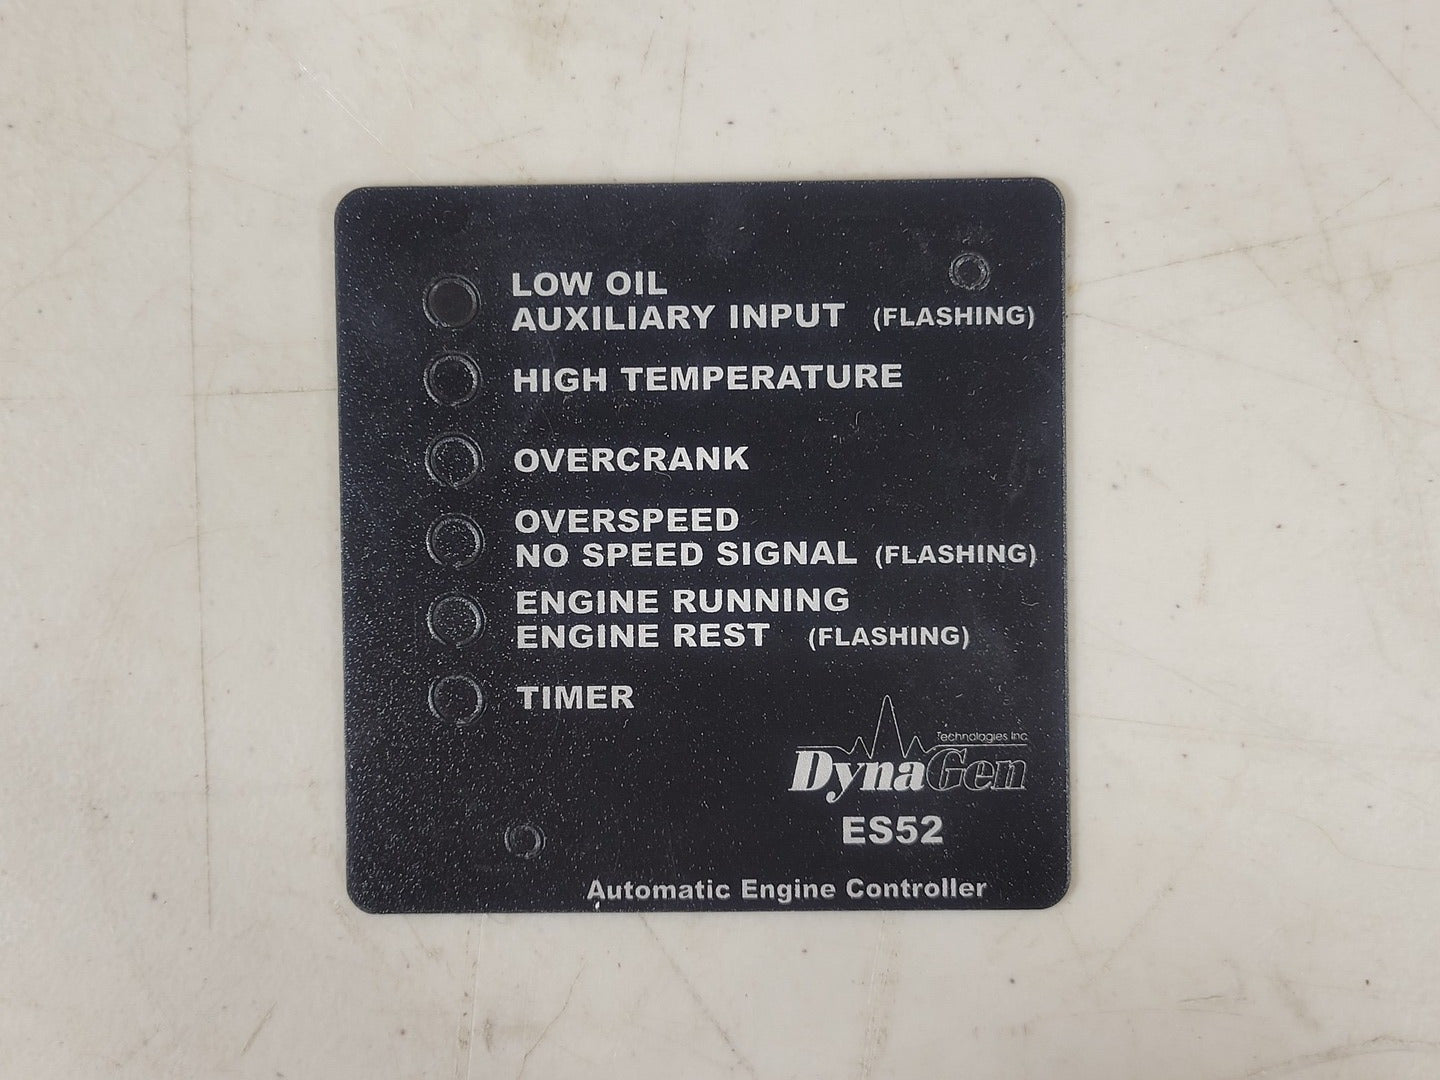 LOW OIL
AUXILIARY INPUT (FLASHING)
HIGH TEMPERATURE
OVERCRANK
OVERSPEED
NO SPEED SIGNAL (FLASHING)
ENGINE RUNNING
ENGINE REST (FLASHING)
TIMER
Technologies Inc
DynaGen
ES52
Automatic Engine Controller